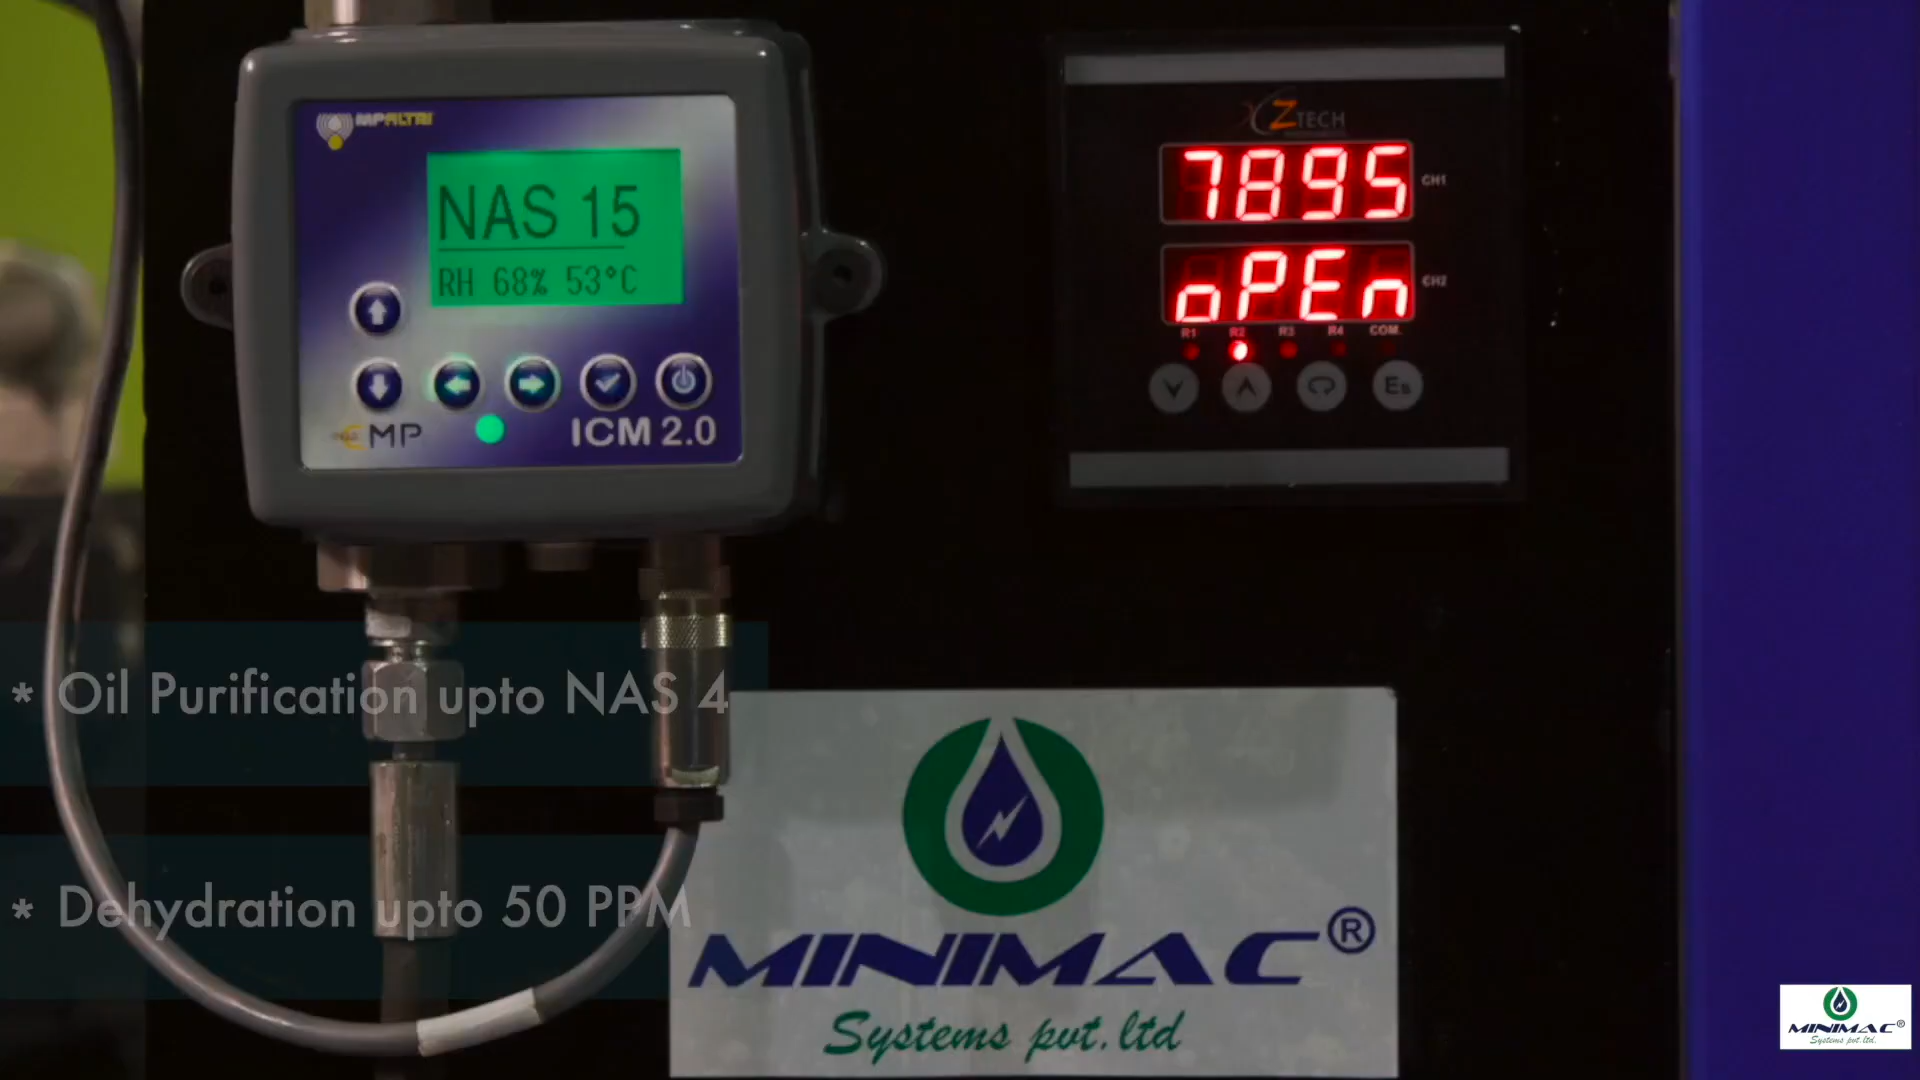 MPFILTRI
NAS 15
RH 68% 53°C
CMP
ICM 2.0
ZTECH
7895
CH1
oPEn
CH2
R1 R2 R3 R4 COM.
Es
* Oil Purification upto NAS 4
* Dehydration upto 50 PPM
MINIMAC®
Systems pvt.ltd
MINIMAC®
Systems pvt.ltd.